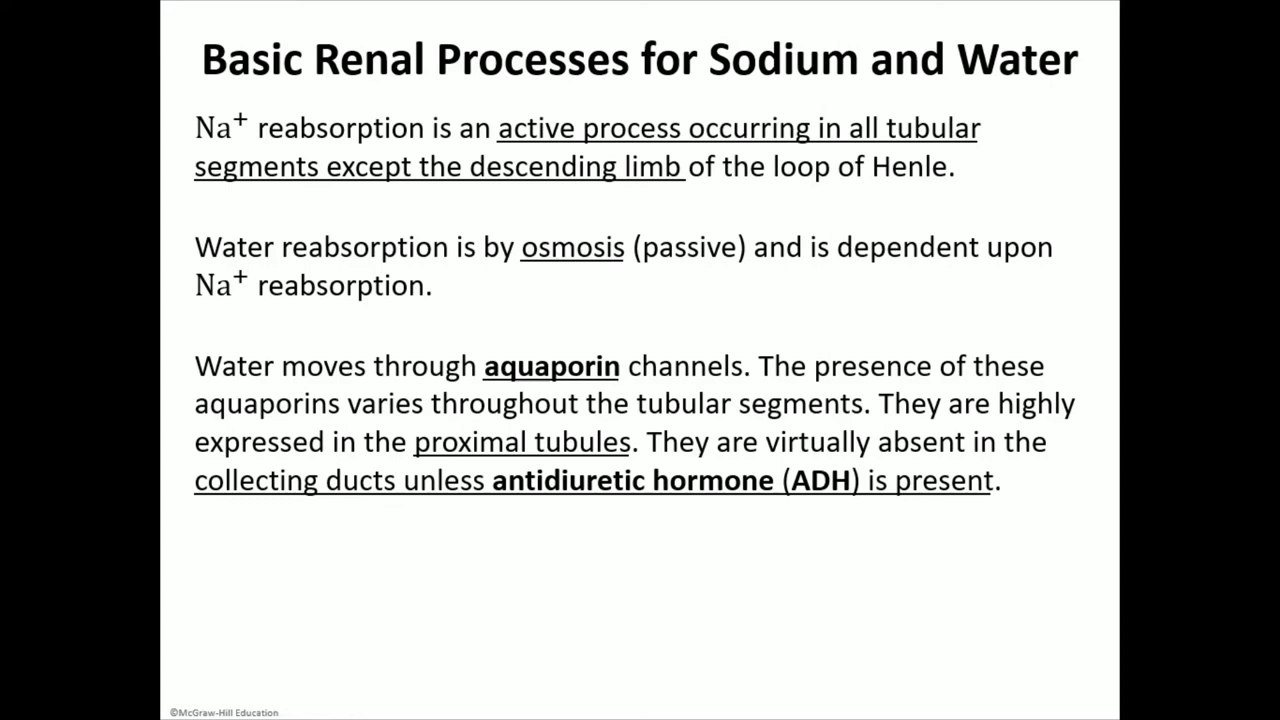 Basic Renal Processes for Sodium and Water
Na⁺ reabsorption is an active process occurring in all tubular
segments except the descending limb of the loop of Henle.
Water reabsorption is by osmosis (passive) and is dependent upon
Na⁺ reabsorption.
Water moves through aquaporin channels. The presence of these
aquaporins varies throughout the tubular segments. They are highly
expressed in the proximal tubules. They are virtually absent in the
collecting ducts unless antidiuretic hormone (ADH) is present.
©McGraw-Hill Education